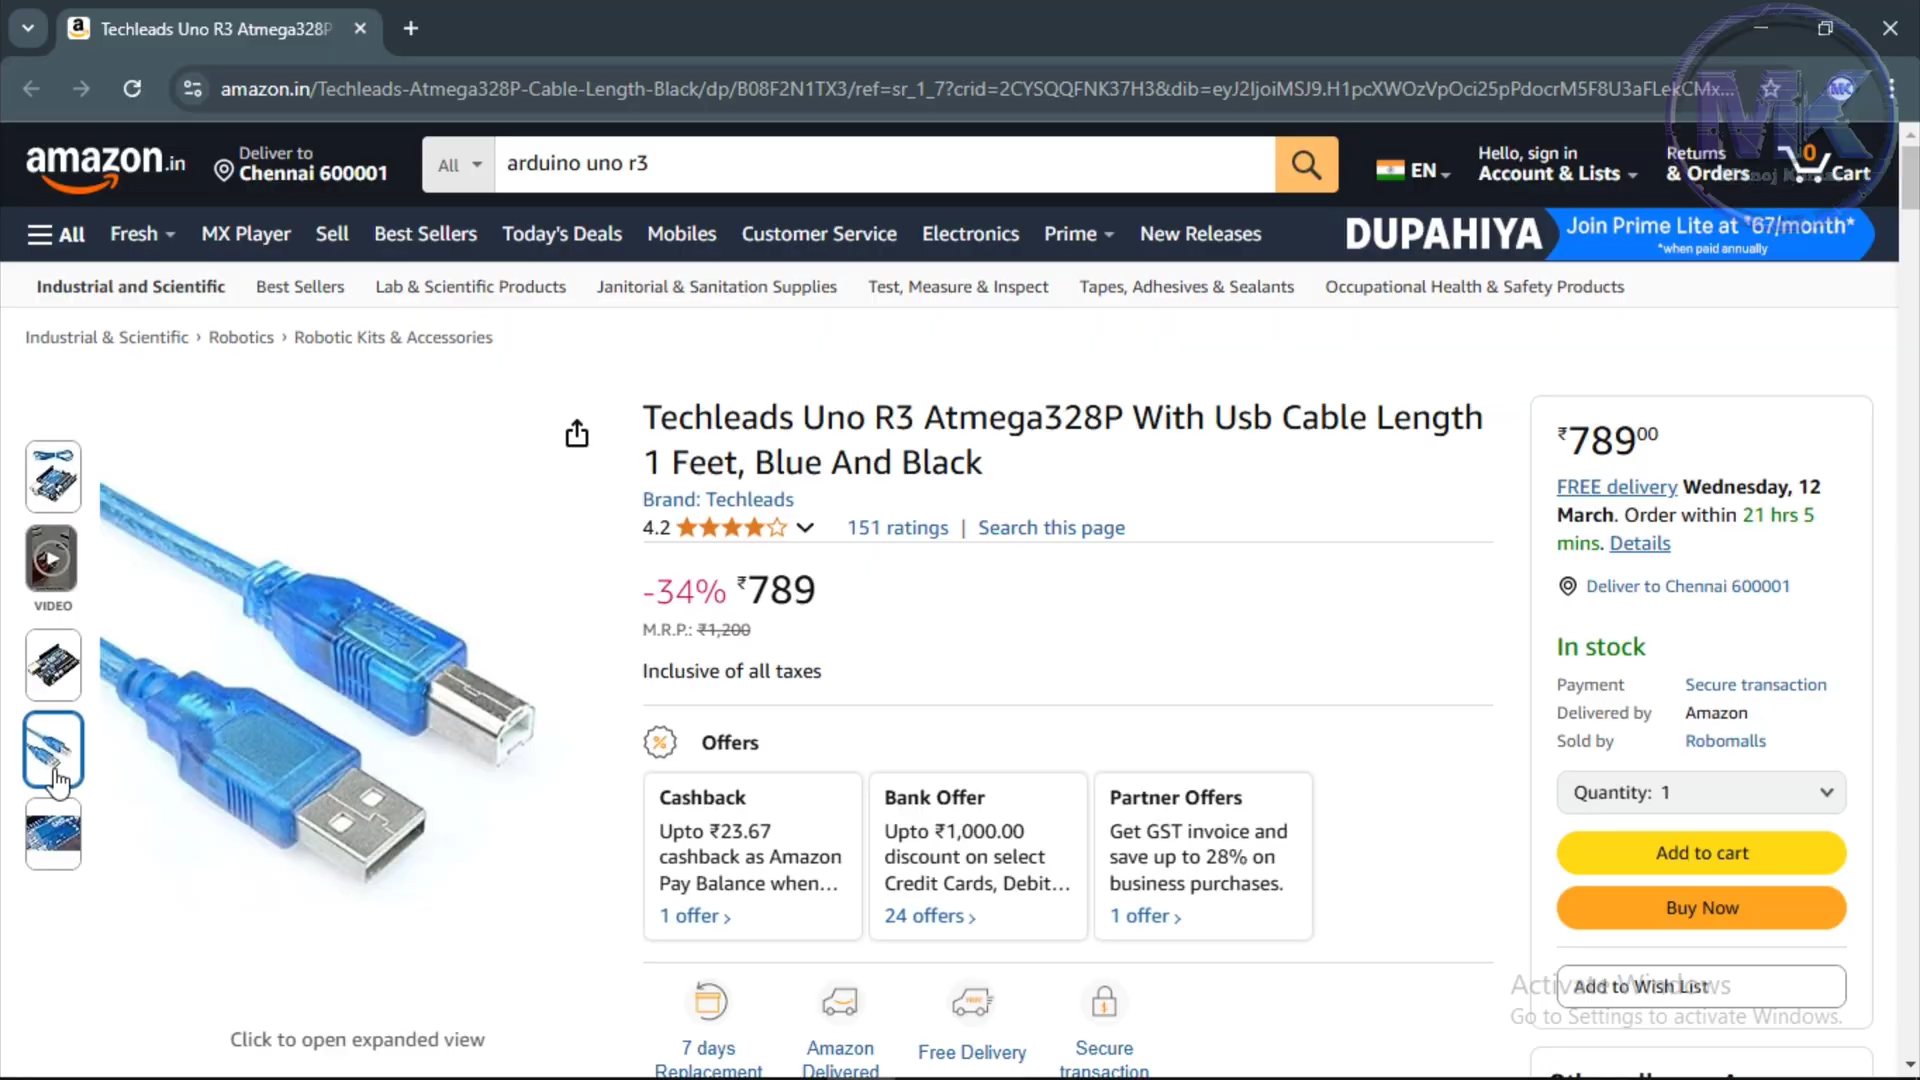 Techleads Uno R3 Atmega328P
amazon.in/Techleads-Atmega328P-Cable-Length-Black/dp/B08F2N1TX3/ref=sr_1_7?crid=2CYSQQFNK37H3&dib=eyJ2IjoiMSJ9.H1pcXWOzVpOci25pPdocrM5F8U3aFLekCMx...
MK
amazon.in
Deliver to
Chennai 600001
All
arduino uno r3
EN
Hello, sign in
Account & Lists
Returns
& Orders
0
Cart
All
Fresh
MX Player
Sell
Best Sellers
Today's Deals
Mobiles
Customer Service
Electronics
Prime
New Releases
DUPAHIYA
Join Prime Lite at ₹67/month*
*when paid annually
Industrial and Scientific
Best Sellers
Lab & Scientific Products
Janitorial & Sanitation Supplies
Test, Measure & Inspect
Tapes, Adhesives & Sealants
Occupational Health & Safety Products
Industrial & Scientific › Robotics › Robotic Kits & Accessories
VIDEO
Click to open expanded view
Techleads Uno R3 Atmega328P With Usb Cable Length
1 Feet, Blue And Black
Brand: Techleads
4.2
151 ratings | Search this page
-34% ₹789
M.R.P.: ₹1,200
Inclusive of all taxes
Offers
Cashback
Upto ₹23.67
cashback as Amazon
Pay Balance when...
1 offer ›
Bank Offer
Upto ₹1,000.00
discount on select
Credit Cards, Debit...
24 offers ›
Partner Offers
Get GST invoice and
save up to 28% on
business purchases.
1 offer ›
7 days
Replacement
Amazon
Delivered
FREE
Free Delivery
Secure
transaction
₹78900
FREE delivery Wednesday, 12
March. Order within 21 hrs 5
mins. Details
Deliver to Chennai 600001
In stock
Payment Secure transaction
Delivered by Amazon
Sold by Robomalls
Quantity: 1
Add to cart
Buy Now
Add to Wish List
Activate Windows
Go to Settings to activate Windows.